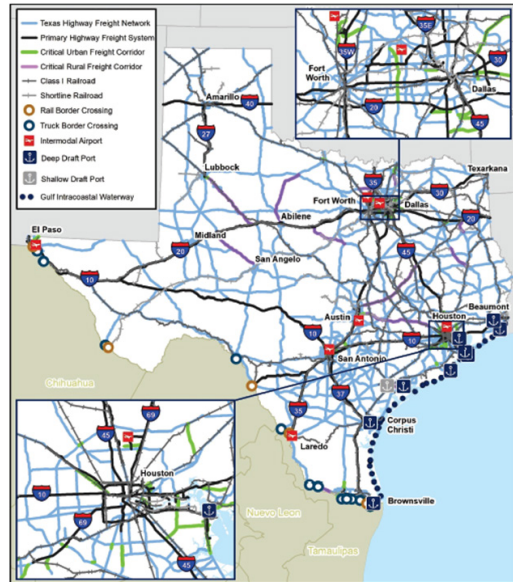 Texas Highway Freight Network
Primary Highway Freight System
Critical Urban Freight Corridor
Critical Rural Freight Corridor
Class I Railroad
Shortline Railroad
Rail Border Crossing
Truck Border Crossing
Intermodal Airport
Deep Draft Port
Shallow Draft Port
Gulf Intracoastal Waterway
35W
35E
Fort
Worth
30
Dallas
20
45
Amarillo
40
27
Lubbock
35
Texarkana
30
Fort Worth
Dallas
20
Abilene
El Paso
Midland
20
45
San Angelo
10
Austin
Beaumont
Houston
10
10
San Antonio
Chihuahua
37
35
Corpus
Christi
Laredo
Brownsville
Nuevo Leon
Tamaulipas
69
45
Houston
10
69
45